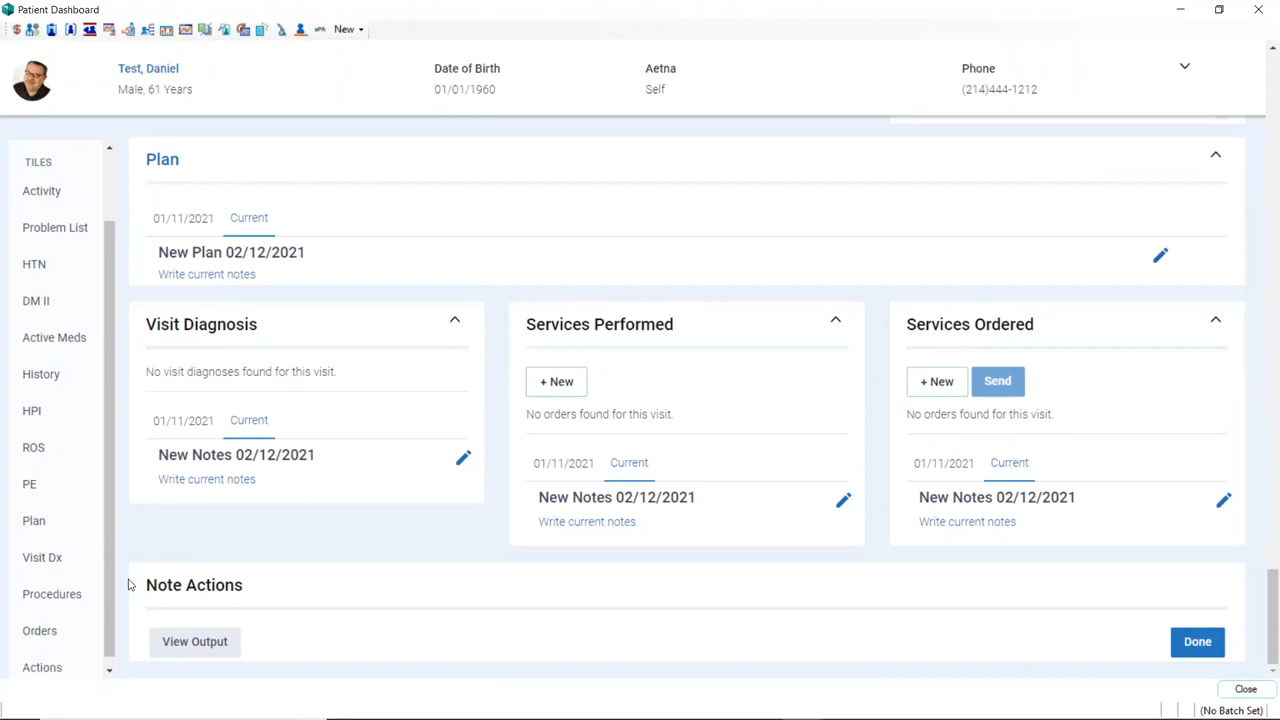 Patient Dashboard
New
Test, Daniel
Male, 61 Years
Date of Birth
01/01/1960
Aetna
Self
Phone
(214)444-1212
TILES
Activity
Problem List
HTN
DM II
Active Meds
History
HPI
ROS
PE
Plan
Visit Dx
Procedures
Orders
Actions
Plan
01/11/2021 Current
New Plan 02/12/2021
Write current notes
Visit Diagnosis
No visit diagnoses found for this visit.
01/11/2021 Current
New Notes 02/12/2021
Write current notes
Services Performed
+ New
No orders found for this visit.
01/11/2021 Current
New Notes 02/12/2021
Write current notes
Services Ordered
+ New Send
No orders found for this visit.
01/11/2021 Current
New Notes 02/12/2021
Write current notes
Note Actions
View Output Done
Close
(No Batch Set)